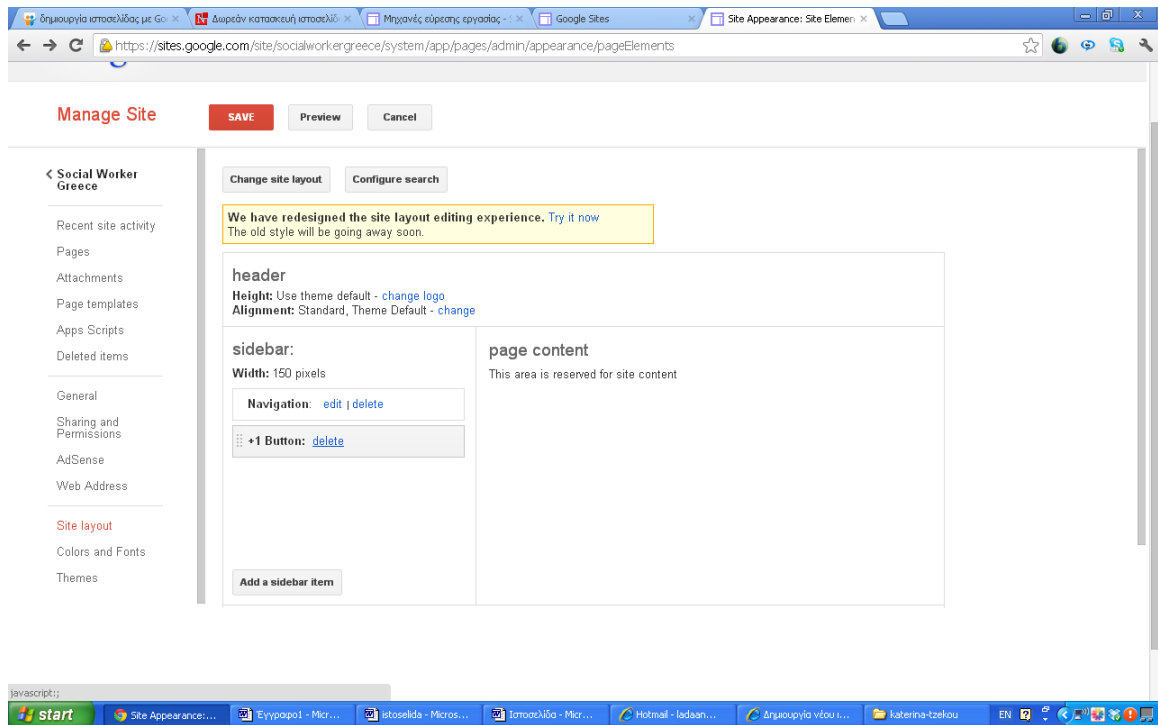 δημιουργία ιστοσελίδας με Go
Δωρεάν κατασκευή ιστοσελίδ
Μηχανές εύρεσης εργασίας -
Google Sites
Site Appearance: Site Elemen
https://sites.google.com/site/socialworkergreece/system/app/pages/admin/appearance/pageElements
Manage Site
SAVE
Preview
Cancel
Social Worker
Greece
Recent site activity
Pages
Attachments
Page templates
Apps Scripts
Deleted items
General
Sharing and
Permissions
AdSense
Web Address
Site layout
Colors and Fonts
Themes
Change site layout
Configure search
We have redesigned the site layout editing experience. Try it now
The old style will be going away soon.
header
Height: Use theme default - change logo
Alignment: Standard, Theme Default - change
sidebar:
Width: 150 pixels
Navigation: edit | delete
+1 Button: delete
Add a sidebar item
page content
This area is reserved for site content
javascript:;
start
Site Appearance:...
Έγγραφο1 - Micr...
istoselida - Micros...
Ιστοσελίδα - Micr...
Hotmail - ladaan...
Δημιουργία νέου ι...
katerina-tzekou
EN